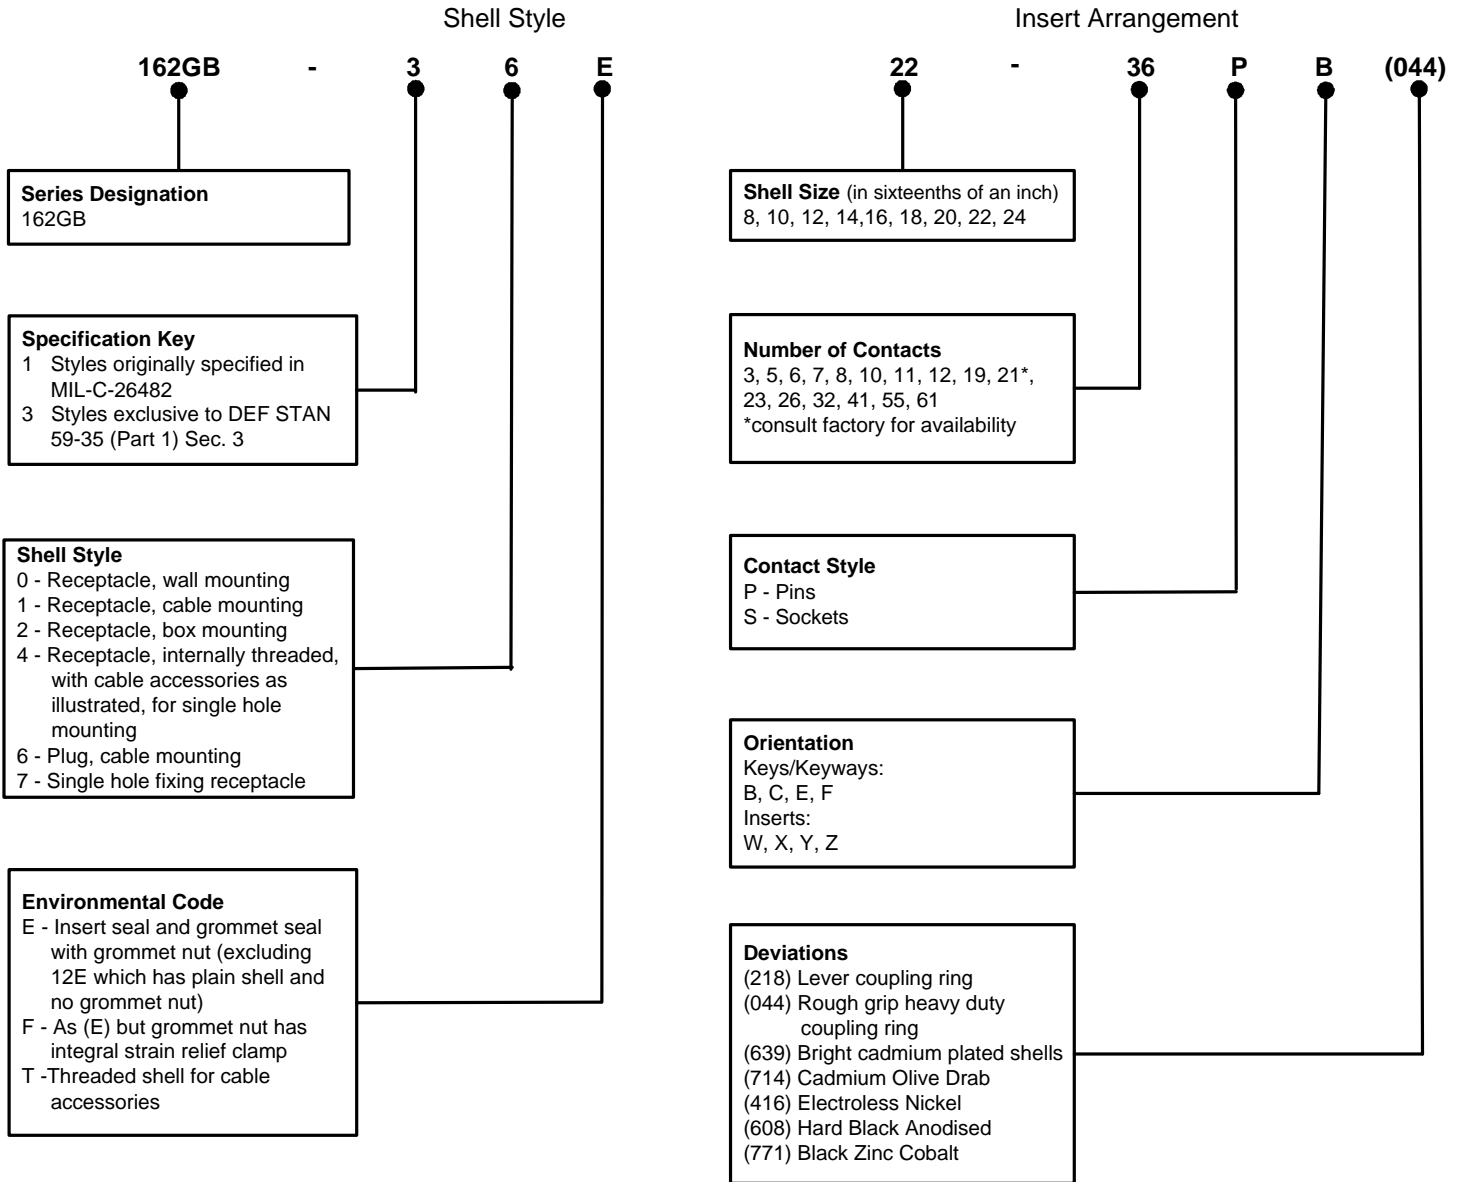 Shell Style
Insert Arrangement
162GB - 3 6 E 22 - 36 P B (044)
Series Designation
162GB
Specification Key
1 Styles originally specified in
MIL-C-26482
3 Styles exclusive to DEF STAN
59-35 (Part 1) Sec. 3
Shell Style
0 - Receptacle, wall mounting
1 - Receptacle, cable mounting
2 - Receptacle, box mounting
4 - Receptacle, internally threaded,
with cable accessories as
illustrated, for single hole
mounting
6 - Plug, cable mounting
7 - Single hole fixing receptacle
Environmental Code
E - Insert seal and grommet seal
with grommet nut (excluding
12E which has plain shell and
no grommet nut)
F - As (E) but grommet nut has
integral strain relief clamp
T -Threaded shell for cable
accessories
Shell Size (in sixteenths of an inch)
8, 10, 12, 14,16, 18, 20, 22, 24
Number of Contacts
3, 5, 6, 7, 8, 10, 11, 12, 19, 21*,
23, 26, 32, 41, 55, 61
*consult factory for availability
Contact Style
P - Pins
S - Sockets
Orientation
Keys/Keyways:
B, C, E, F
Inserts:
W, X, Y, Z
Deviations
(218) Lever coupling ring
(044) Rough grip heavy duty
coupling ring
(639) Bright cadmium plated shells
(714) Cadmium Olive Drab
(416) Electroless Nickel
(608) Hard Black Anodised
(771) Black Zinc Cobalt